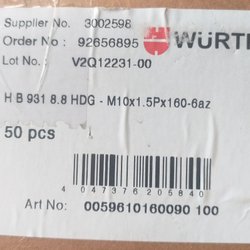 Supplier No. 3002598
Order No : 92656895
WÜRT
Lot No. : V2Q12231-00
H B 931 8.8 HDG - M10x1.5Px160-6az
50 pcs
4 047376 205840
Art No: 0059610160090 100